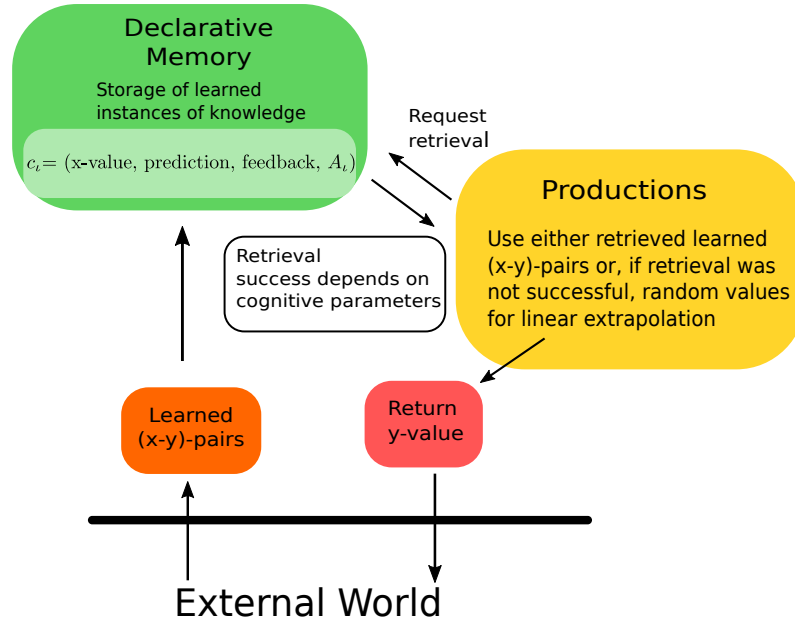 Declarative
Memory
Storage of learned
instances of knowledge
cι= (x-value, prediction, feedback, Aι)
Request
retrieval
Productions
Use either retrieved learned
(x-y)-pairs or, if retrieval was
not successful, random values
for linear extrapolation
Retrieval
success depends on
cognitive parameters
Learned
(x-y)-pairs
Return
y-value
External World